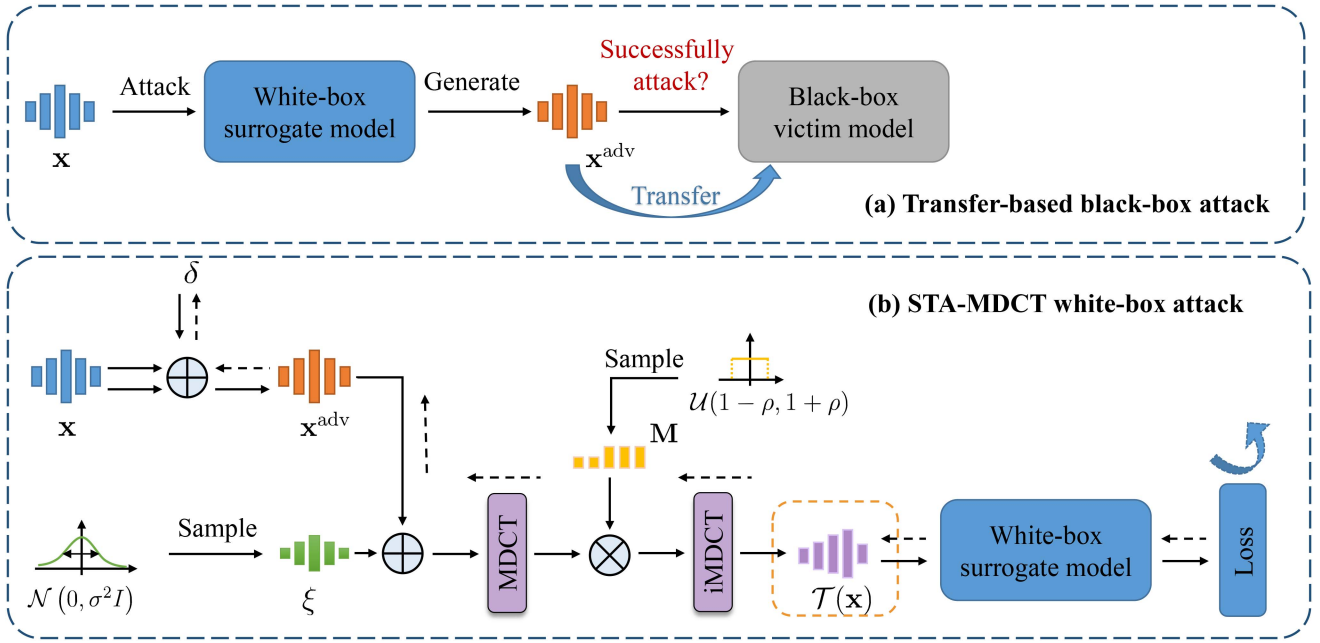 Attack
White-box
surrogate model
Generate
Successfully
attack?
Black-box
victim model
x
x^adv
Transfer
(a) Transfer-based black-box attack
δ
(b) STA-MDCT white-box attack
Sample
U(1 − ρ, 1 + ρ)
x
x^adv
M
Sample
MDCT
iMDCT
White-box
surrogate model
Loss
N (0, σ²I)
ξ
T(x)